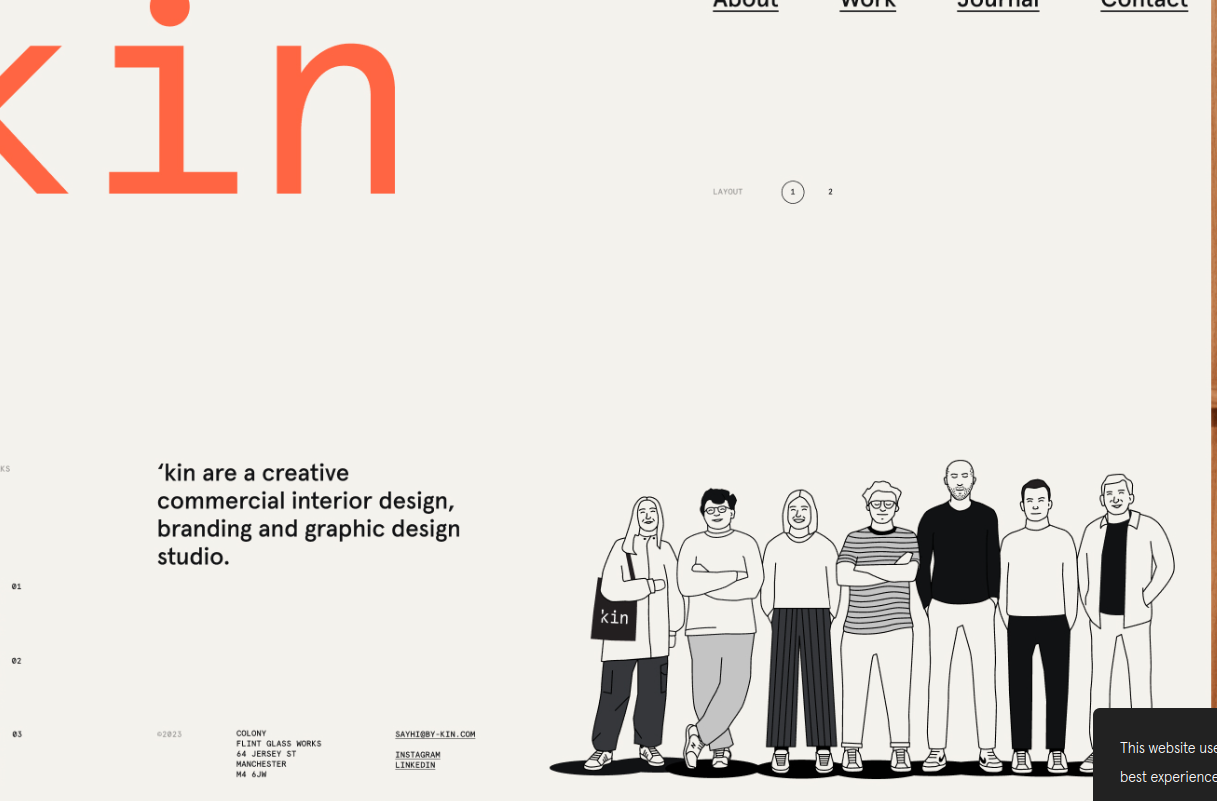 About Work Journal Contact
kin
LAYOUT 1 2
KS
‘kin are a creative
commercial interior design,
branding and graphic design
studio.
01
'kin
02
03
©2023
COLONY
FLINT GLASS WORKS
64 JERSEY ST
MANCHESTER
M4 6JW
SAYHI@BY-KIN.COM
INSTAGRAM
LINKEDIN
This website use
best experience